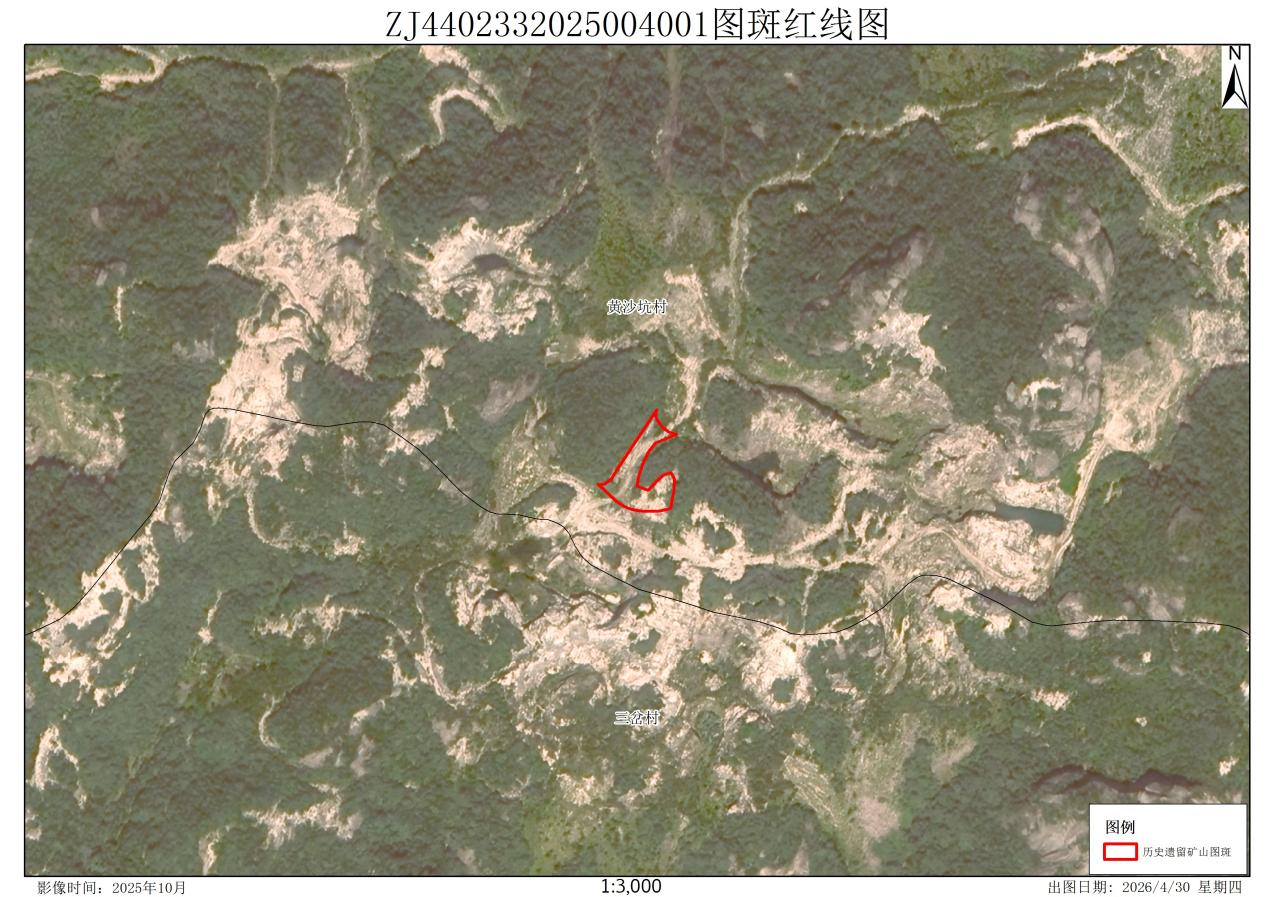 ZJ4402332025004001图斑红线图
N
黄沙坑村
三岔村
图例
历史遗留矿山图斑
影像时间：2025年10月
1:3,000
出图日期：2026/4/30 星期四